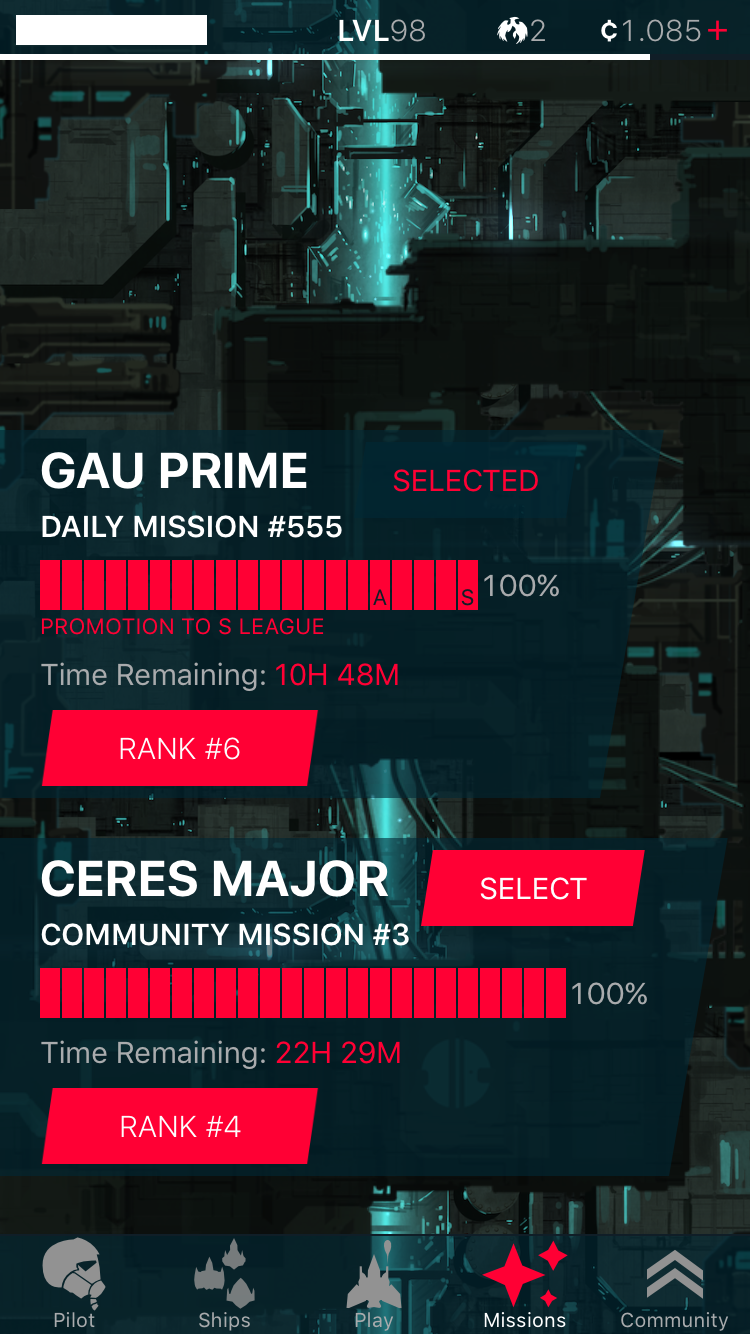 LVL98 2 ¢1.085+
GAU PRIME
SELECTED
DAILY MISSION #555
A S 100%
PROMOTION TO S LEAGUE
Time Remaining: 10H 48M
RANK #6
CERES MAJOR
SELECT
COMMUNITY MISSION #3
100%
Time Remaining: 22H 29M
RANK #4
Pilot Ships Play Missions Community